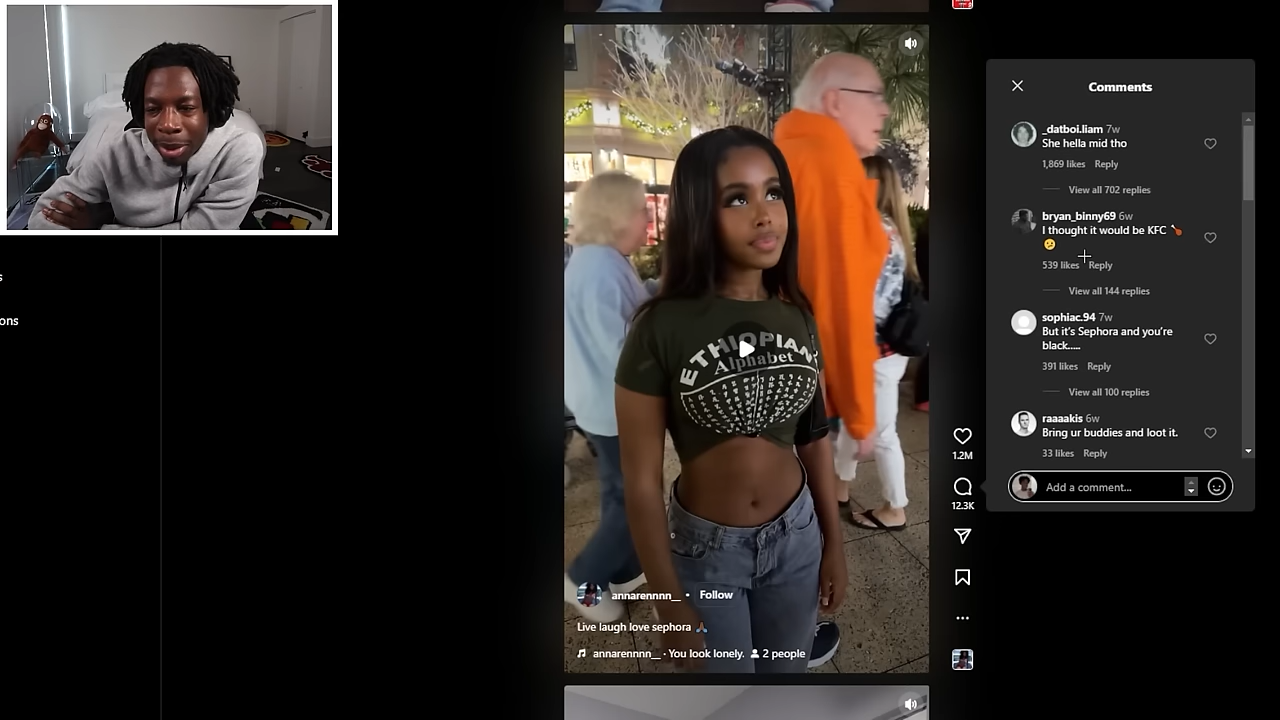 s
ons
ETHIOPIAN
Alphabet
annarennnn__ • Follow
Live laugh love sephora 🙏🏾
annarennnn__ · You look lonely. 2 people
1.2M
12.3K
Comments
_datboi.liam 7w
She hella mid tho
1,869 likes Reply
View all 702 replies
bryan_binny69 6w
I thought it would be KFC 🍗
🫤
539 likes Reply
View all 144 replies
sophiac.94 7w
But it's Sephora and you're
black.....
391 likes Reply
View all 100 replies
raaaakis 6w
Bring ur buddies and loot it.
33 likes Reply
Add a comment...